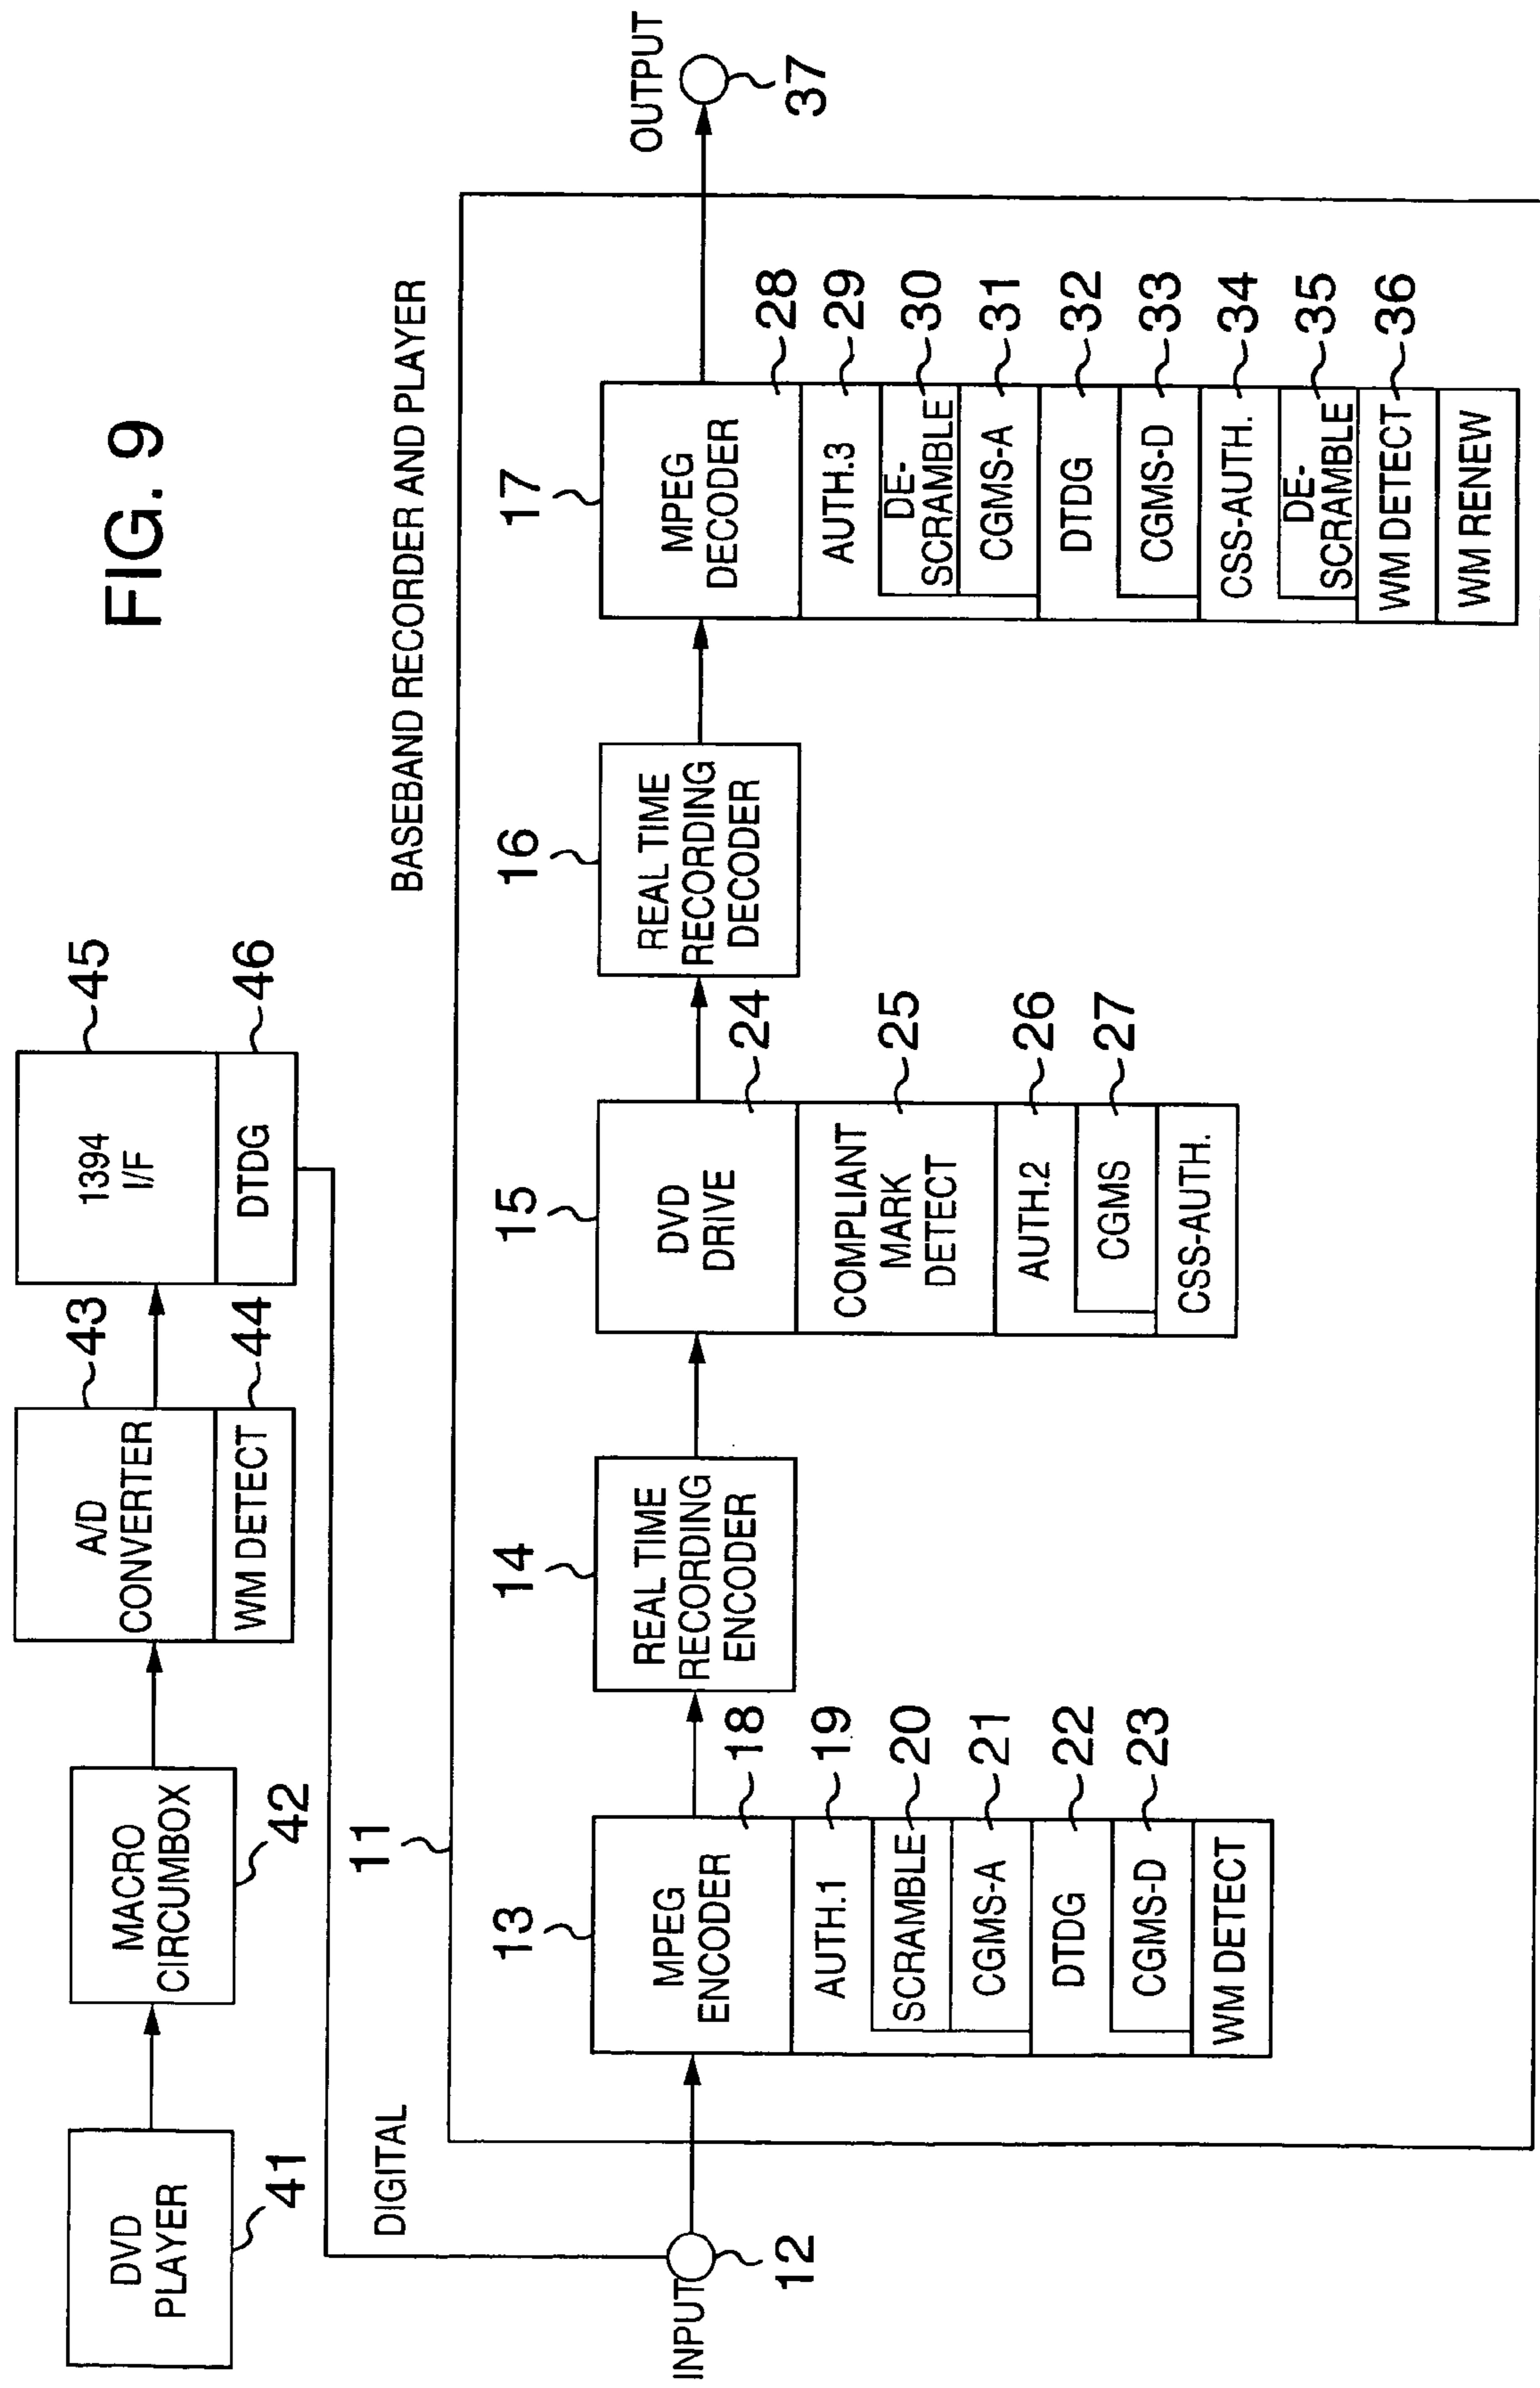 FIG. 9
DVD
PLAYER
41
MACRO
CIRCUMBOX
42
A/D
CONVERTER
43
WM DETECT
44
1394
I/F
45
DTDG
46
DIGITAL
11
BASEBAND RECORDER AND PLAYER
INPUT
12
13
MPEG
ENCODER
18
AUTH.1
19
SCRAMBLE
20
CGMS-A
21
DTDG
22
CGMS-D
23
WM DETECT
14
REAL TIME
RECORDING
ENCODER
15
DVD
DRIVE
24
COMPLIANT
MARK
DETECT
25
AUTH.2
26
CGMS
27
CSS-AUTH.
16
REAL TIME
RECORDING
DECODER
17
MPEG
DECODER
28
AUTH.3
29
DE-
SCRAMBLE
30
CGMS-A
31
DTDG
32
CGMS-D
33
CSS-AUTH.
34
DE-
SCRAMBLE
35
WM DETECT
36
WM RENEW
OUTPUT
37